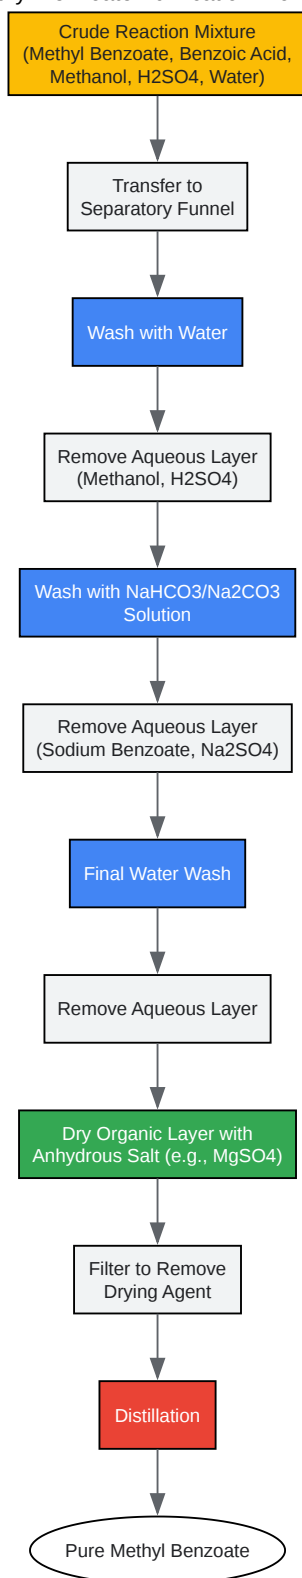 Crude Reaction Mixture
(Methyl Benzoate, Benzoic Acid,
Methanol, H2SO4, Water)
Transfer to
Separatory Funnel
Wash with Water
Remove Aqueous Layer
(Methanol, H2SO4)
Wash with NaHCO3/Na2CO3
Solution
Remove Aqueous Layer
(Sodium Benzoate, Na2SO4)
Final Water Wash
Remove Aqueous Layer
Dry Organic Layer with
Anhydrous Salt (e.g., MgSO4)
Filter to Remove
Drying Agent
Distillation
Pure Methyl Benzoate